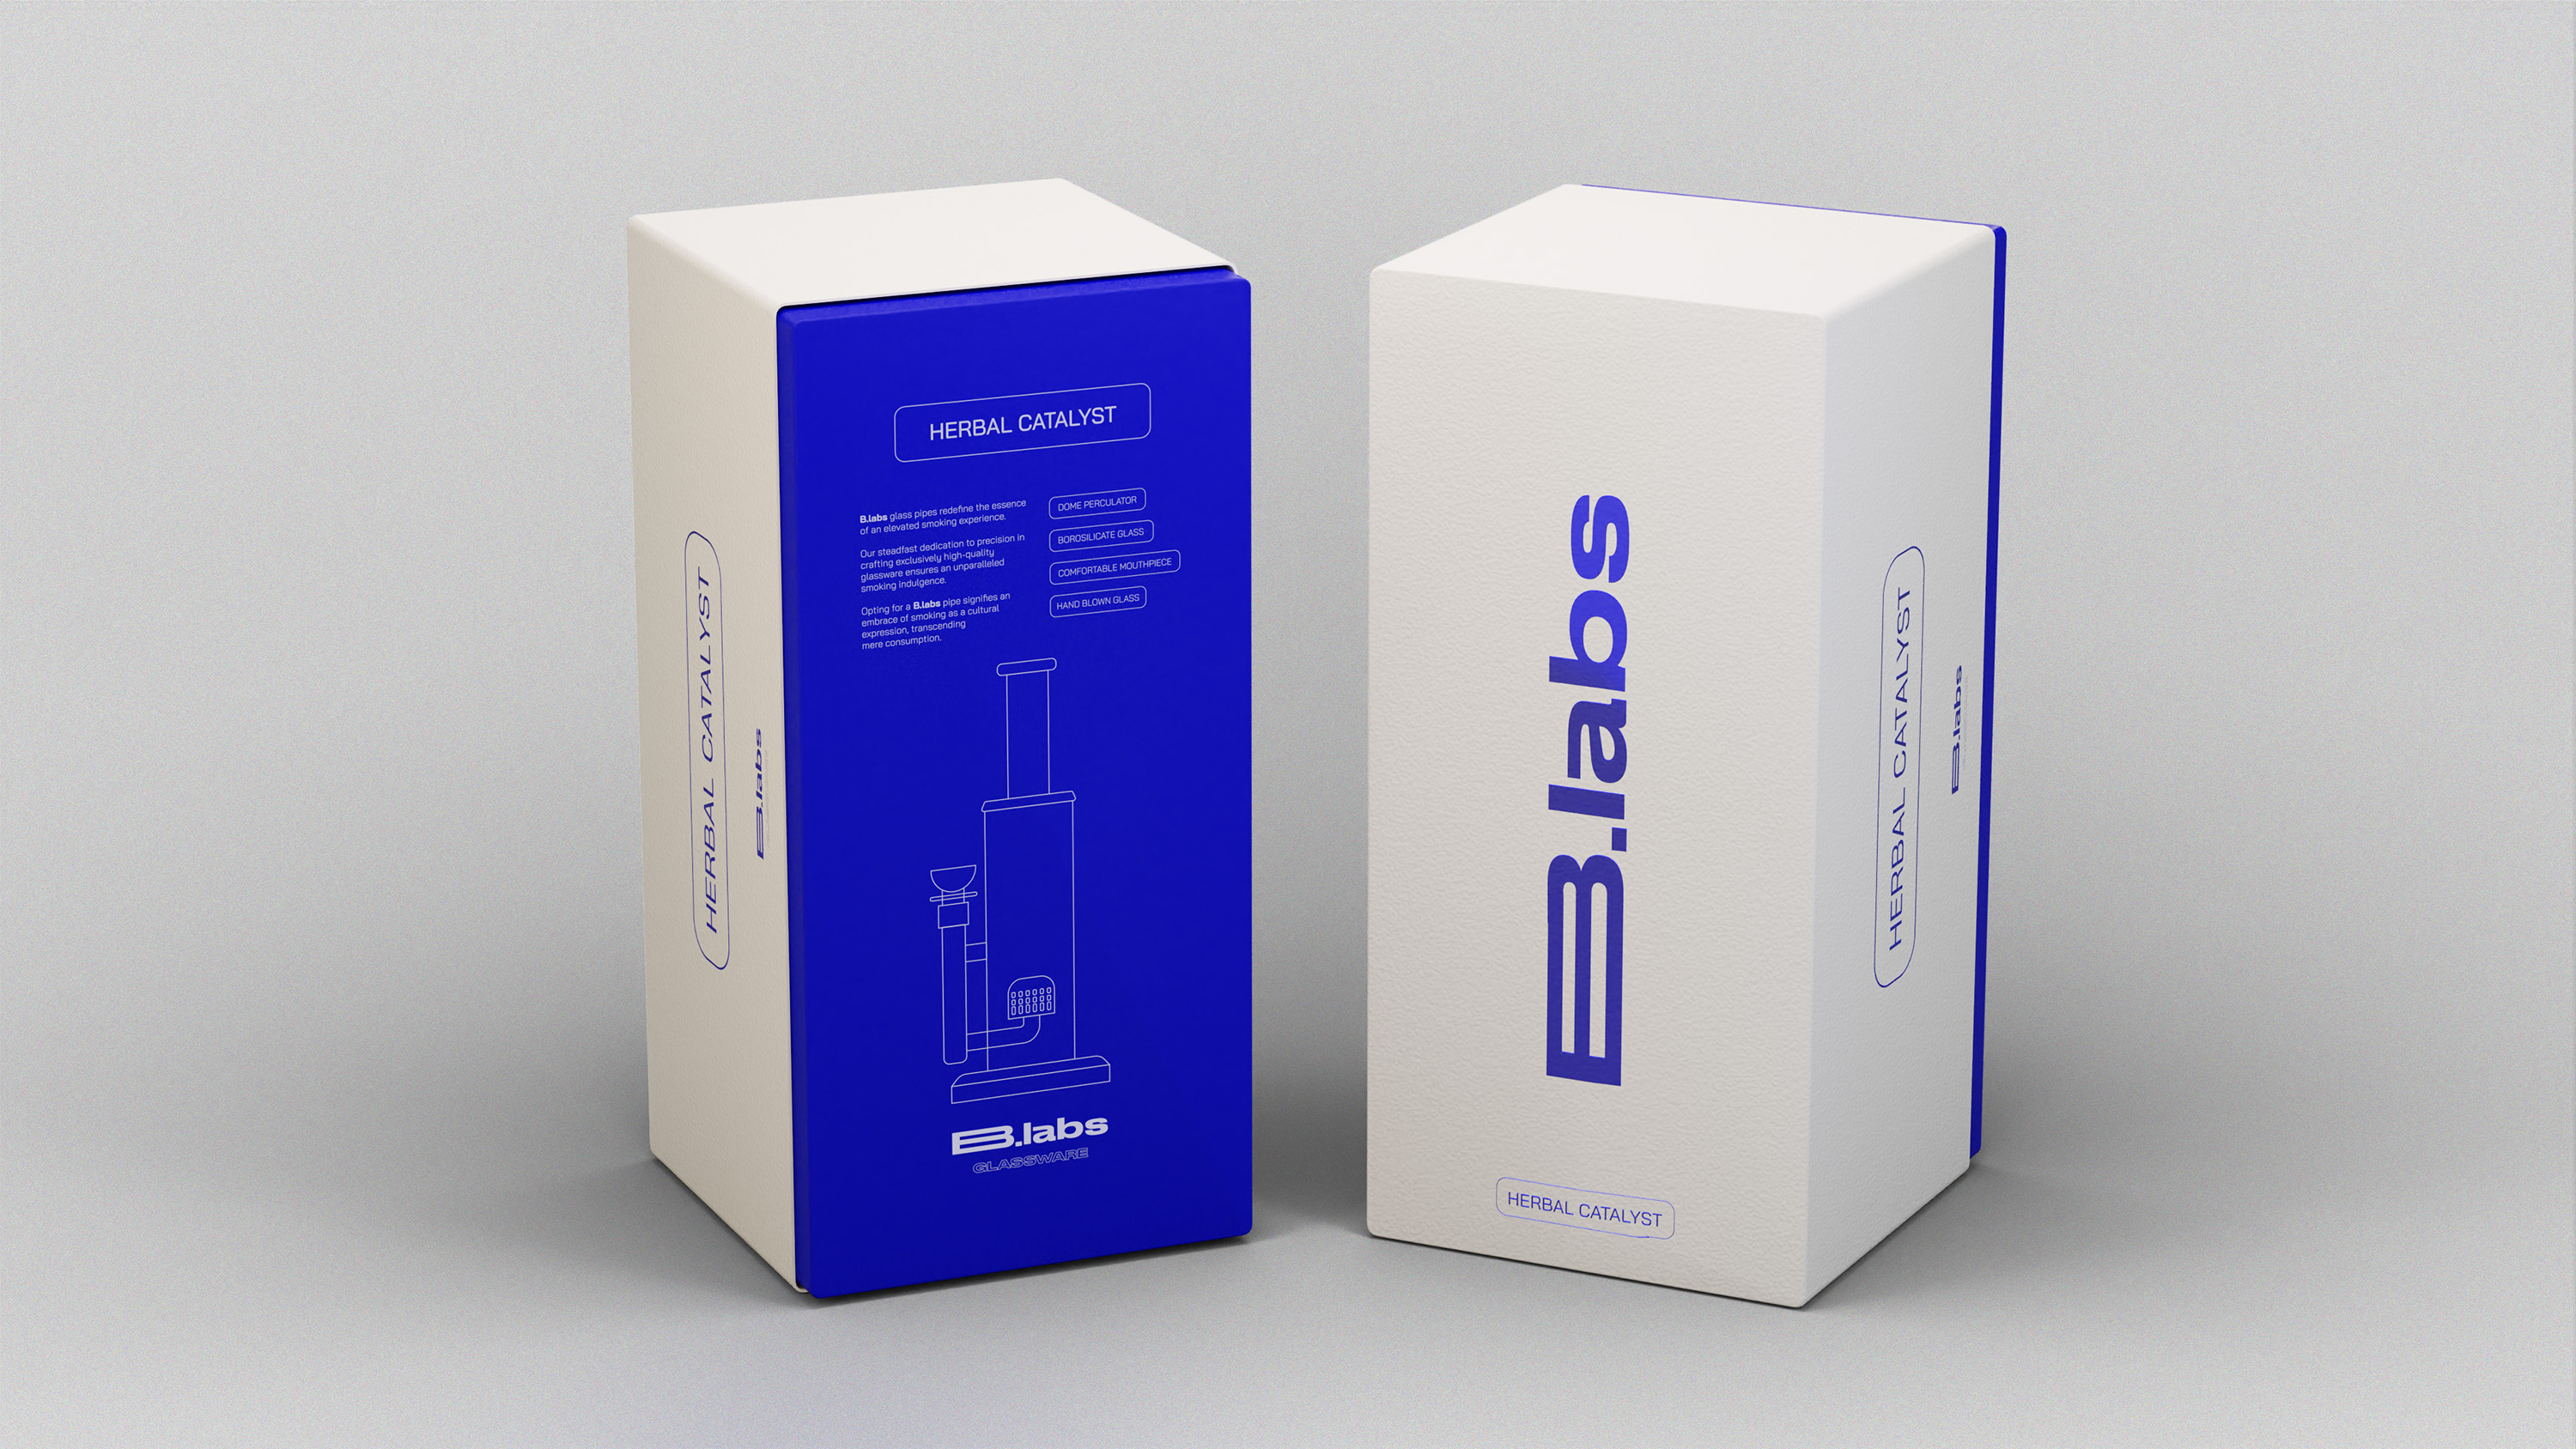 HERBAL CATALYST
B.labs
HERBAL CATALYST
B.labs glass pipes redefine the essence
of an elevated smoking experience.
Our steadfast dedication to precision in
crafting exclusively high-quality
glassware ensures an unparalleled
smoking indulgence.
Opting for a B.labs pipe signifies an
embrace of smoking as a cultural
expression, transcending
mere consumption.
DOME PERCULATOR
BOROSILICATE GLASS
COMFORTABLE MOUTHPIECE
HAND BLOWN GLASS
B.labs
GLASSWARE
B.labs
HERBAL CATALYST
HERBAL CATALYST
B.labs